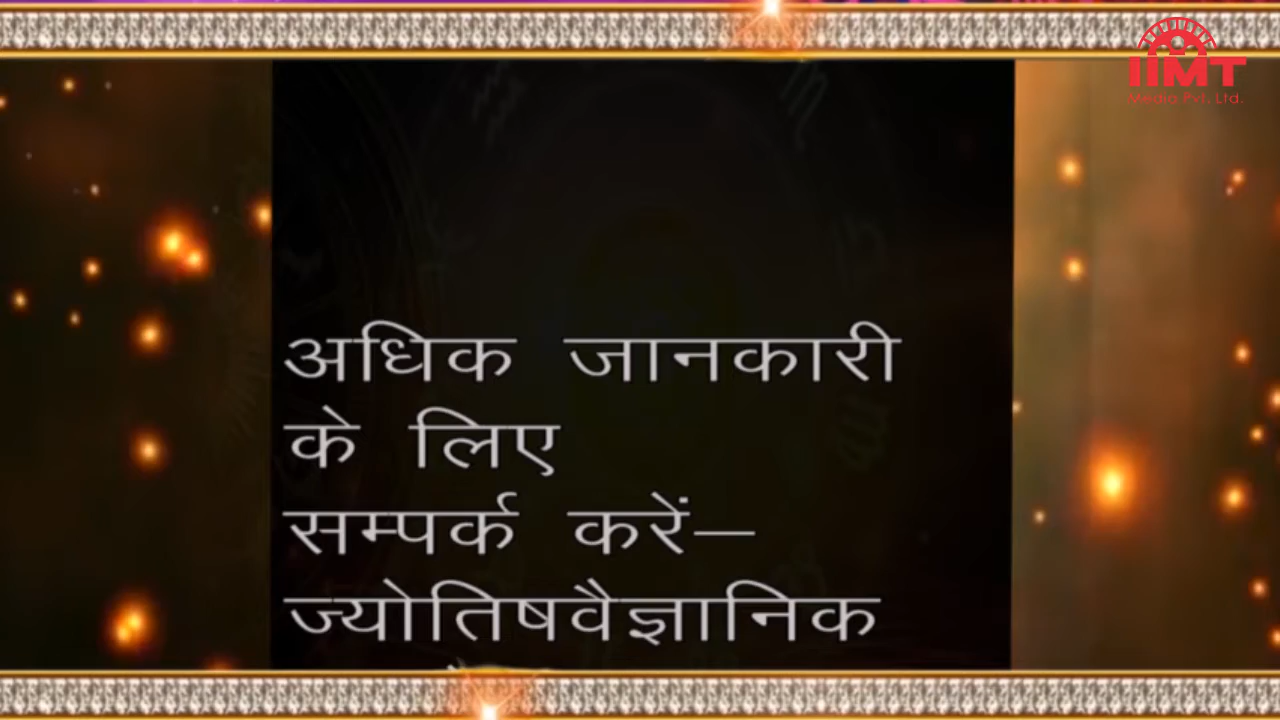 IIMT
Media Pvt. Ltd.
अधिक जानकारी
के लिए
सम्पर्क करें–
ज्योतिषवैज्ञानिक